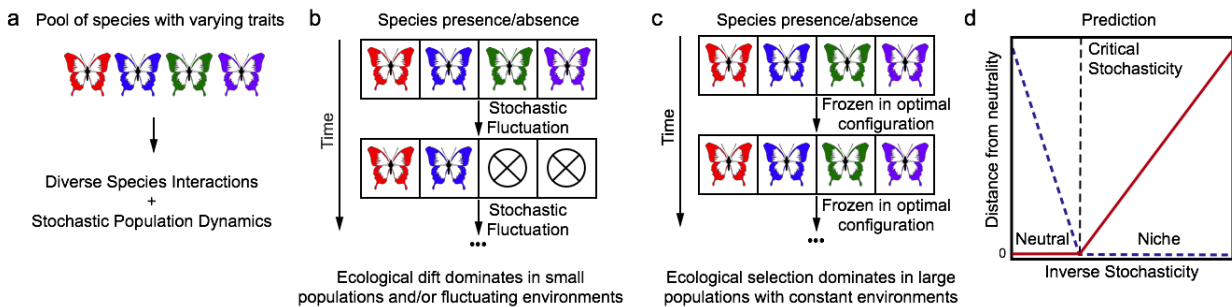 a
Pool of species with varying traits
Diverse Species Interactions
+
Stochastic Population Dynamics
b
Species presence/absence
Time
Stochastic
Fluctuation
Stochastic
Fluctuation
...
Ecological dift dominates in small
populations and/or fluctuating environments
c
Species presence/absence
Time
Frozen in optimal
configuration
Frozen in optimal
configuration
...
Ecological selection dominates in large
populations with constant environments
d
Prediction
Critical
Stochasticity
Distance from neutrality
Neutral
Niche
0
Inverse Stochasticity